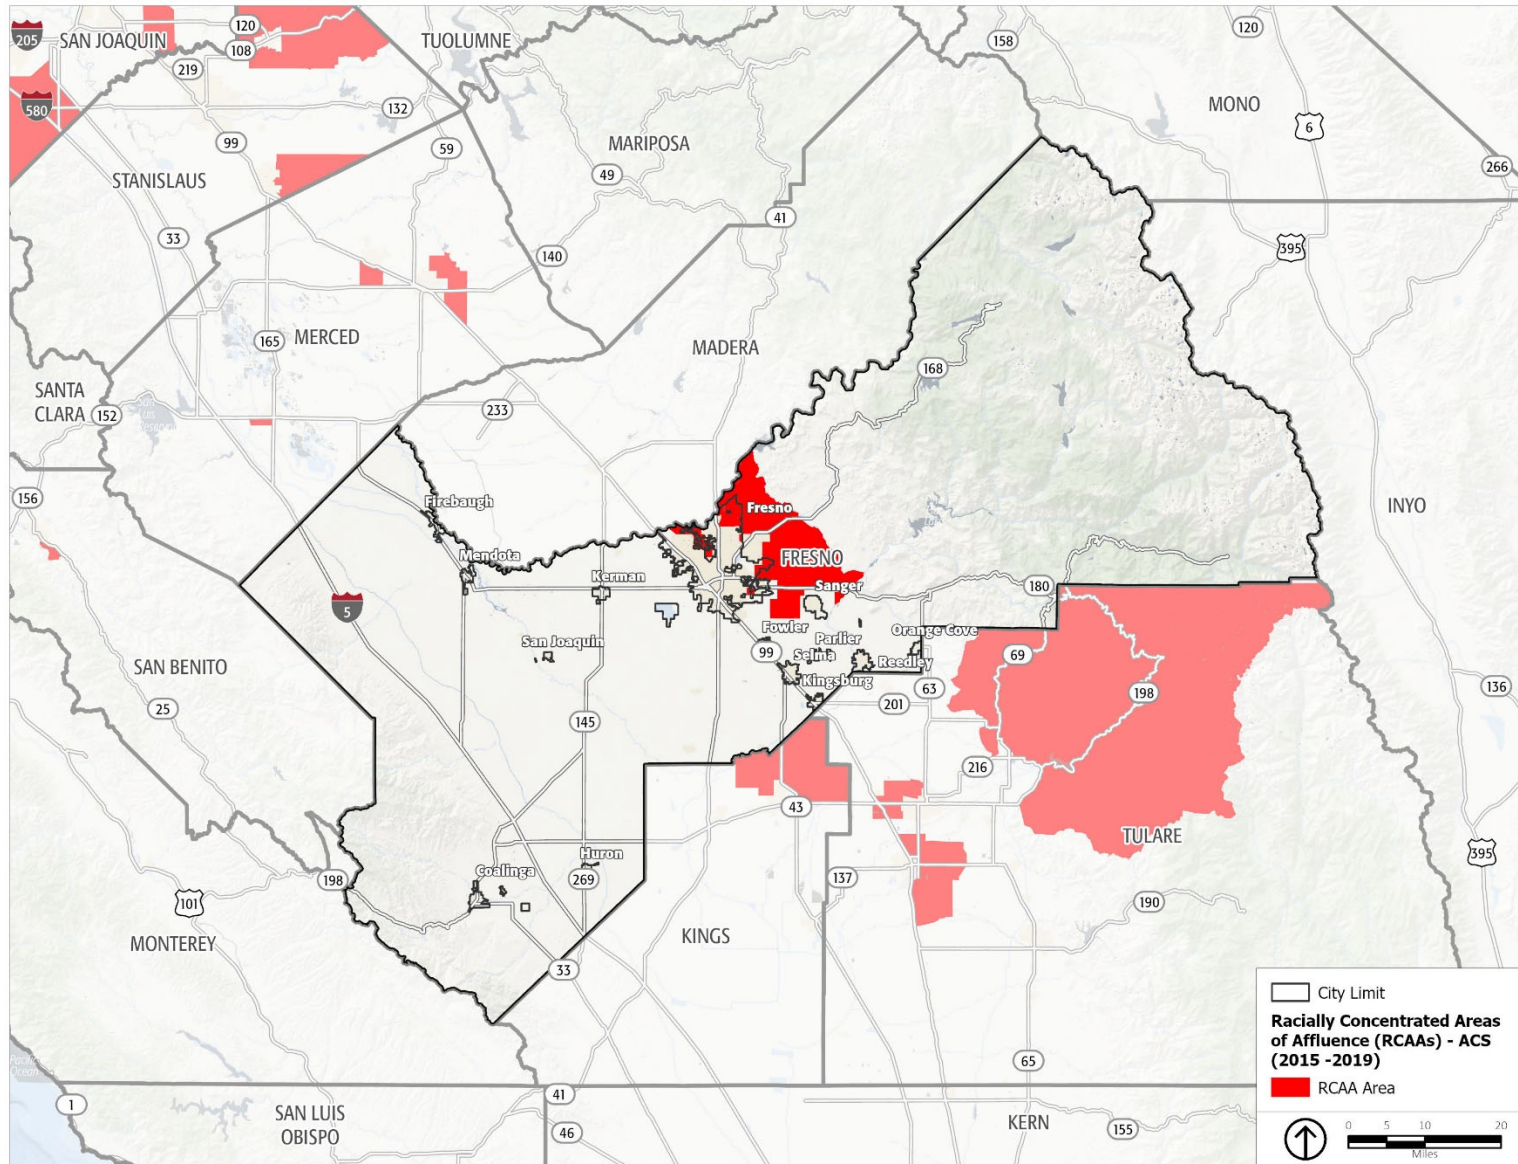 205
SAN JOAQUIN
120
108
219
TUOLUMNE
158
120
580
132
MONO
6
99
59
MARIPOSA
49
266
STANISLAUS
41
33
395
140
165
MERCED
MADERA
168
SANTA
CLARA
152
233
156
INYO
Firebaugh
Fresno
Mendota
FRESNO
Kerman
Sanger
180
5
Fowler
Orange Cove
Parlier
San Joaquin
99
Selma
Reedley
69
SAN BENITO
Kingsburg
63
198
136
201
25
145
216
43
TULARE
395
Huron
Coalinga
198
269
137
101
190
MONTEREY
KINGS
33
City Limit
Racially Concentrated Areas
of Affluence (RCAAs) - ACS
(2015 -2019)
RCAA Area
65
Pacific
Ocean
41
1
SAN LUIS
OBISPO
46
KERN
155
0 5 10 20
Miles